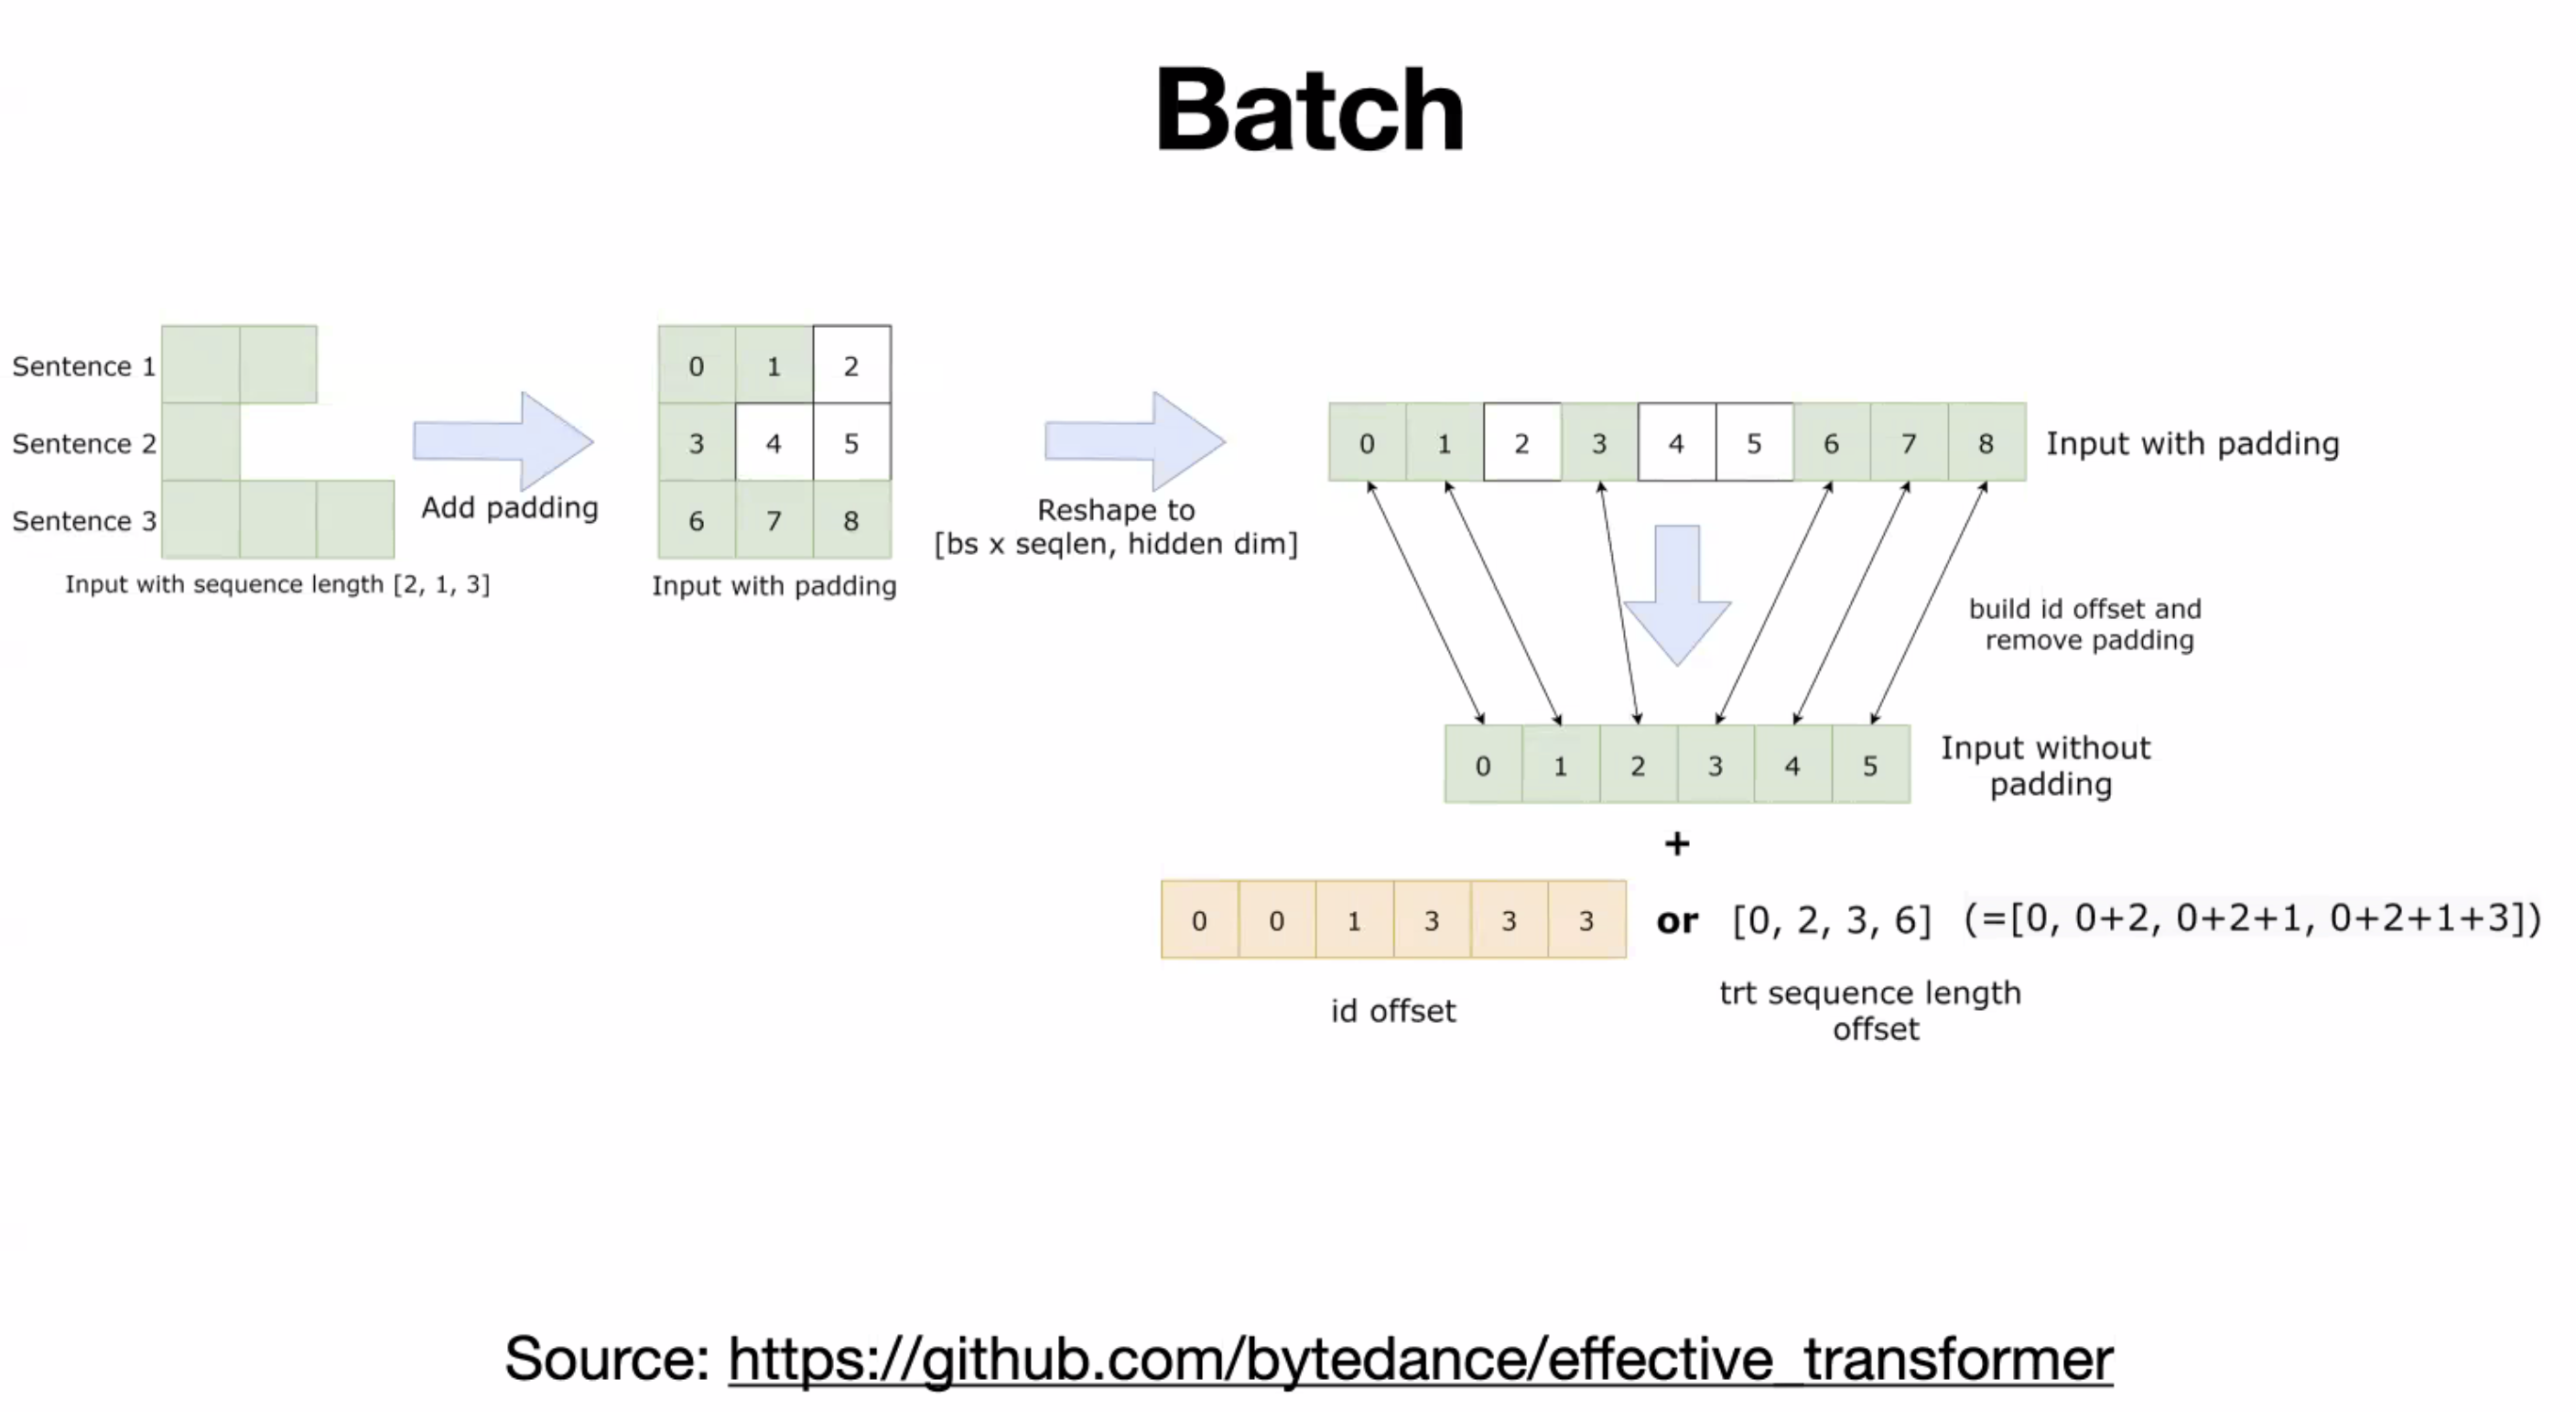 Batch
Sentence 1
Sentence 2
Sentence 3
Input with sequence length [2, 1, 3]
Add padding
0 1 2
3 4 5
6 7 8
Input with padding
Reshape to
[bs x seqlen, hidden dim]
0 1 2 3 4 5 6 7 8
Input with padding
build id offset and
remove padding
0 1 2 3 4 5
Input without
padding
+
0 0 1 3 3 3
id offset
or [0, 2, 3, 6] (=[0, 0+2, 0+2+1, 0+2+1+3])
trt sequence length
offset
Source: https://github.com/bytedance/effective_transformer